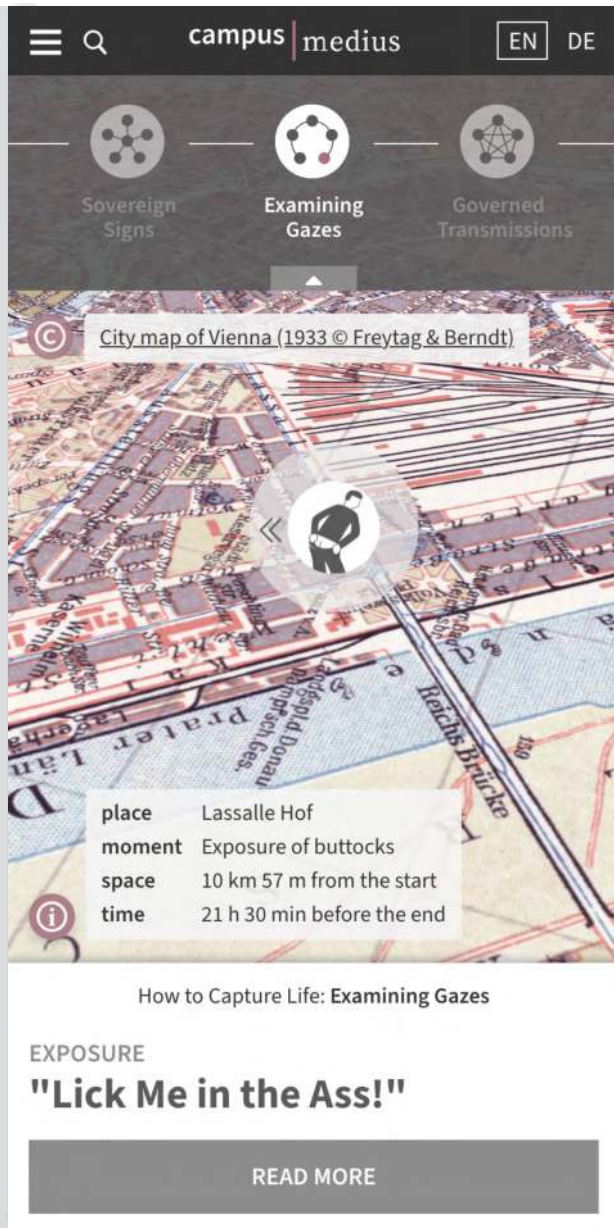 campus medius
EN DE
Sovereign
Signs
Examining
Gazes
Governed
Transmissions
© City map of Vienna (1933 © Freytag & Berndt)
Reichs Brücke
place Lassalle Hof
moment Exposure of buttocks
space 10 km 57 m from the start
time 21 h 30 min before the end
How to Capture Life: Examining Gazes
EXPOSURE
"Lick Me in the Ass!"
READ MORE